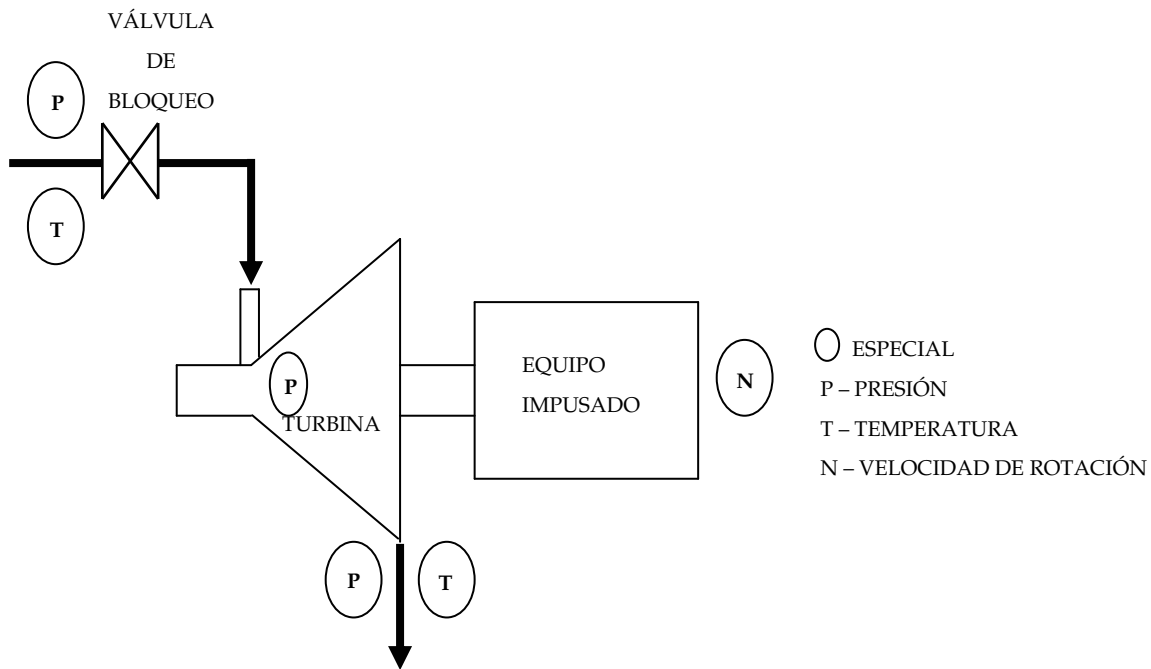 VÁLVULA
DE
BLOQUEO
P
T
P
TURBINA
EQUIPO
IMPUSADO
N
ESPECIAL
P – PRESIÓN
T – TEMPERATURA
N – VELOCIDAD DE ROTACIÓN
P
T